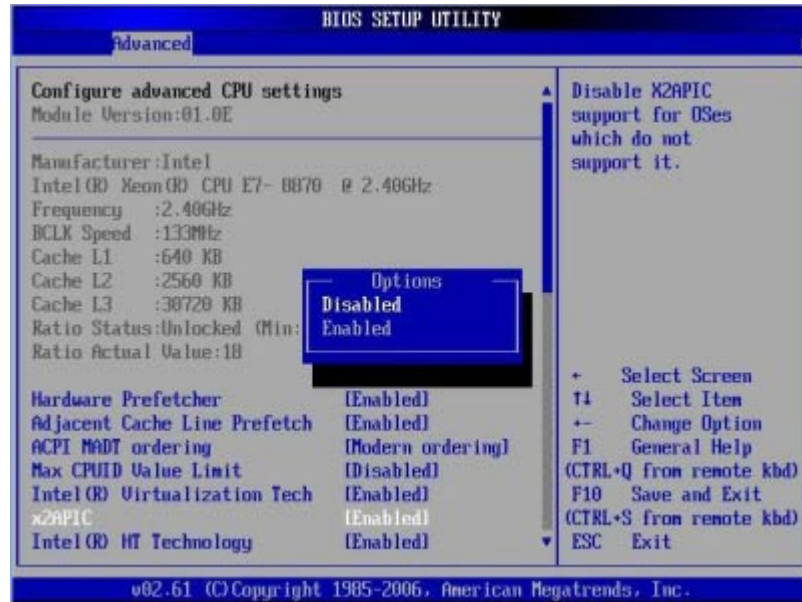 BIOS SETUP UTILITY
Advanced
Configure advanced CPU settings
Module Version:01.0E
Manufacturer:Intel
Intel(R) Xeon(R) CPU E7- 8870 @ 2.40GHz
Frequency :2.40GHz
BCLK Speed :133MHz
Cache L1 :640 KB
Cache L2 :2560 KB
Cache L3 :30720 KB
Ratio Status:Unlocked (Min:
Ratio Actual Value:18
Options
Disabled
Enabled
Hardware Prefetcher [Enabled]
Adjacent Cache Line Prefetch [Enabled]
ACPI MADT ordering [Modern ordering]
Max CPUID Value Limit [Disabled]
Intel(R) Virtualization Tech [Enabled]
x2APIC [Enabled]
Intel(R) HT Technology [Enabled]
Disable X2APIC
support for OSes
which do not
support it.
← Select Screen
↑↓ Select Item
+- Change Option
F1 General Help
(CTRL+Q from remote kbd)
F10 Save and Exit
(CTRL+S from remote kbd)
ESC Exit
v02.61 (C)Copyright 1985-2006, American Megatrends, Inc.